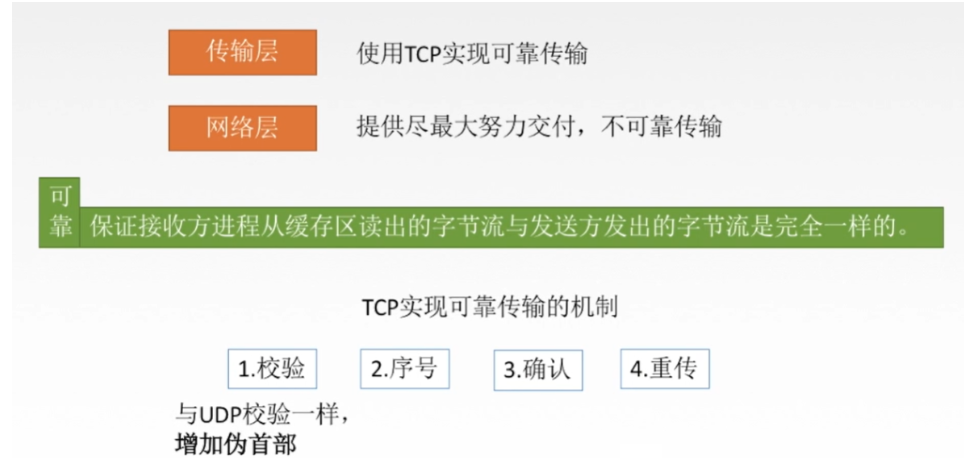 传输层 使用TCP实现可靠传输
网络层 提供尽最大努力交付，不可靠传输
可靠 保证接收方进程从缓存区读出的字节流与发送方发出的字节流是完全一样的。
TCP实现可靠传输的机制
1.校验 2.序号 3.确认 4.重传
与UDP校验一样，
增加伪首部